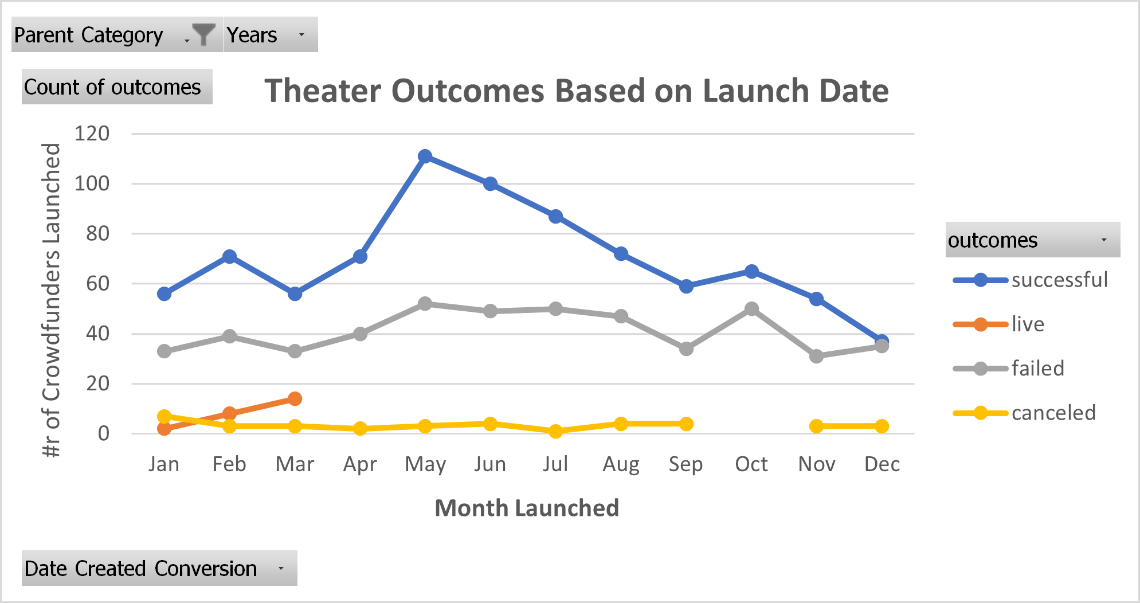 Parent Category Years
Count of outcomes
Theater Outcomes Based on Launch Date
#r of Crowdfunders Launched
120
100
80
60
40
20
0
Jan Feb Mar Apr May Jun Jul Aug Sep Oct Nov Dec
Month Launched
outcomes
successful
live
failed
canceled
Date Created Conversion